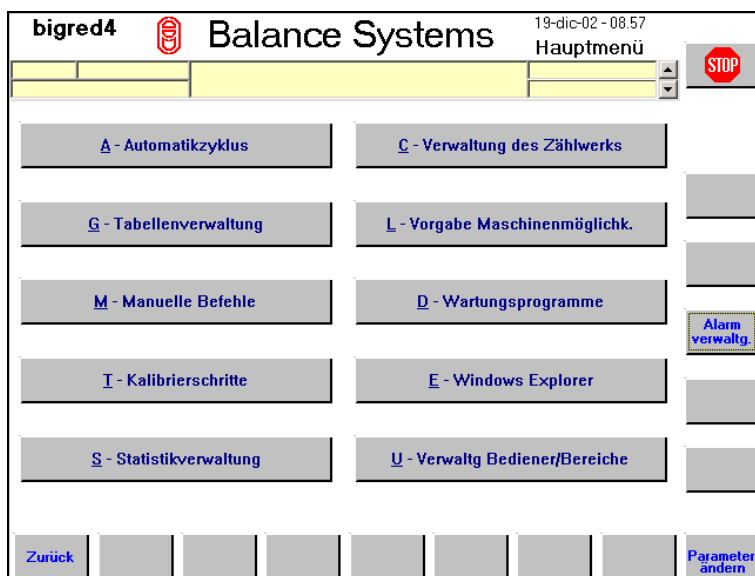 bigred4
Balance Systems
19-dic-02 - 08.57
Hauptmenü
STOP
A - Automatikzyklus
C - Verwaltung des Zählwerks
G - Tabellenverwaltung
L - Vorgabe Maschinenmöglichk.
M - Manuelle Befehle
D - Wartungsprogramme
Alarm
verwaltg.
T - Kalibrierschritte
E - Windows Explorer
S - Statistikverwaltung
U - Verwaltg Bediener/Bereiche
Zurück
Parameter
ändern